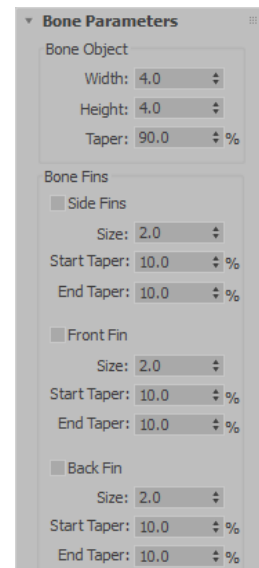 Bone Parameters
Bone Object
Width: 4.0
Height: 4.0
Taper: 90.0 %
Bone Fins
Side Fins
Size: 2.0
Start Taper: 10.0 %
End Taper: 10.0 %
Front Fin
Size: 2.0
Start Taper: 10.0 %
End Taper: 10.0 %
Back Fin
Size: 2.0
Start Taper: 10.0 %
End Taper: 10.0 %